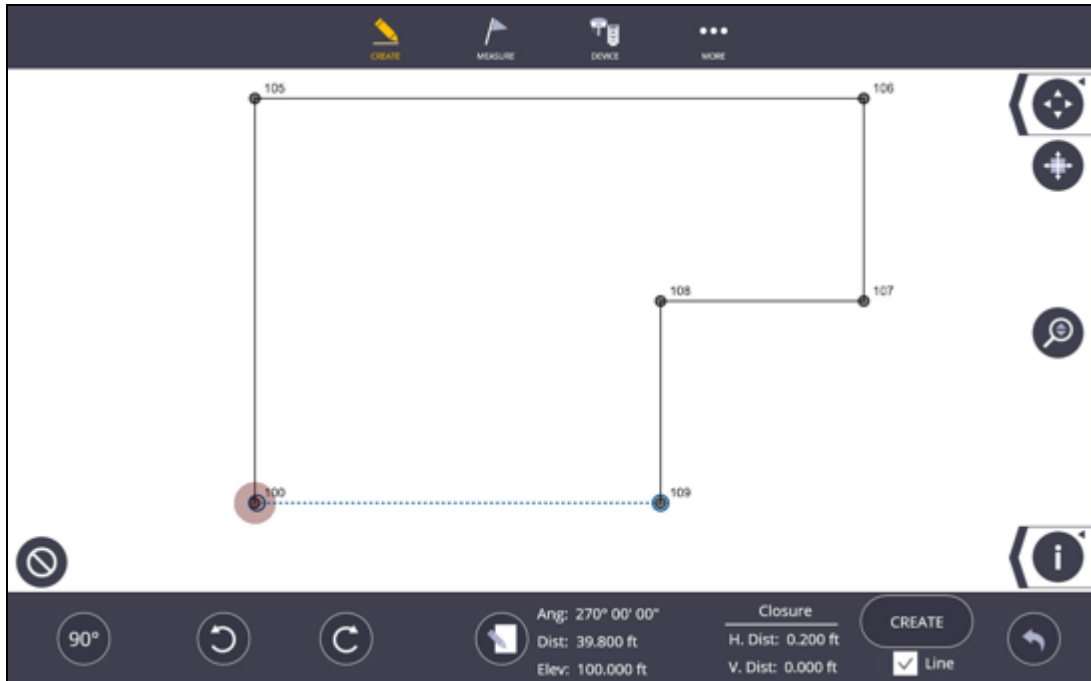 CREATE
MEASURE
DEVICE
MORE
105
106
108
107
100
109
i
90°
Ang: 270° 00' 00"
Dist: 39.800 ft
Elev: 100.000 ft
Closure
H. Dist: 0.200 ft
V. Dist: 0.000 ft
CREATE
Line